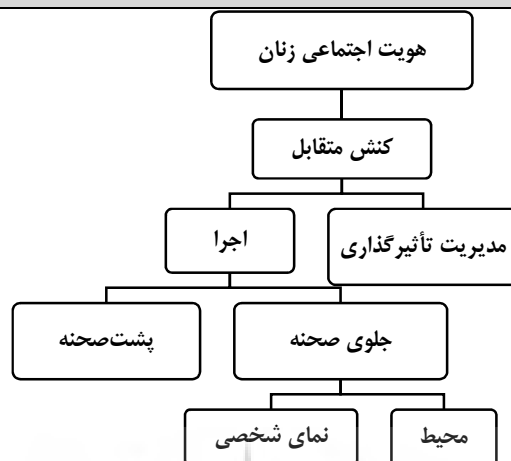 هویت اجتماعی زنان
کنش متقابل
مدیریت تأثیرگذاری
اجرا
جلوی صحنه
پشت‌صحنه
محیط
نمای شخصی